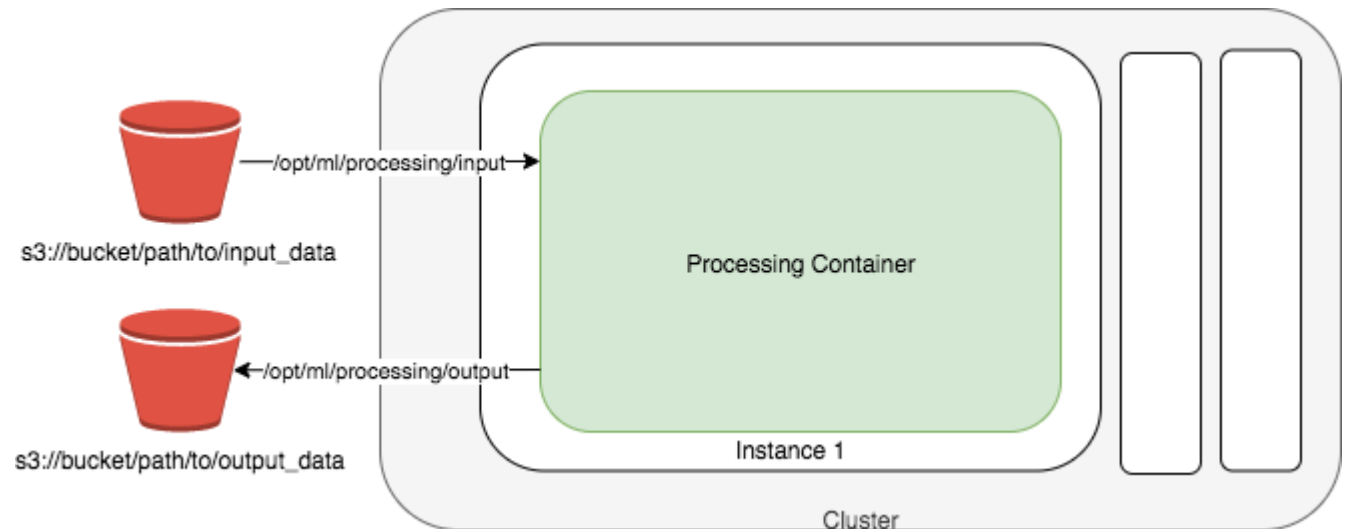 /opt/ml/processing/input
s3://bucket/path/to/input_data
Processing Container
/opt/ml/processing/output
Instance 1
s3://bucket/path/to/output_data
Cluster